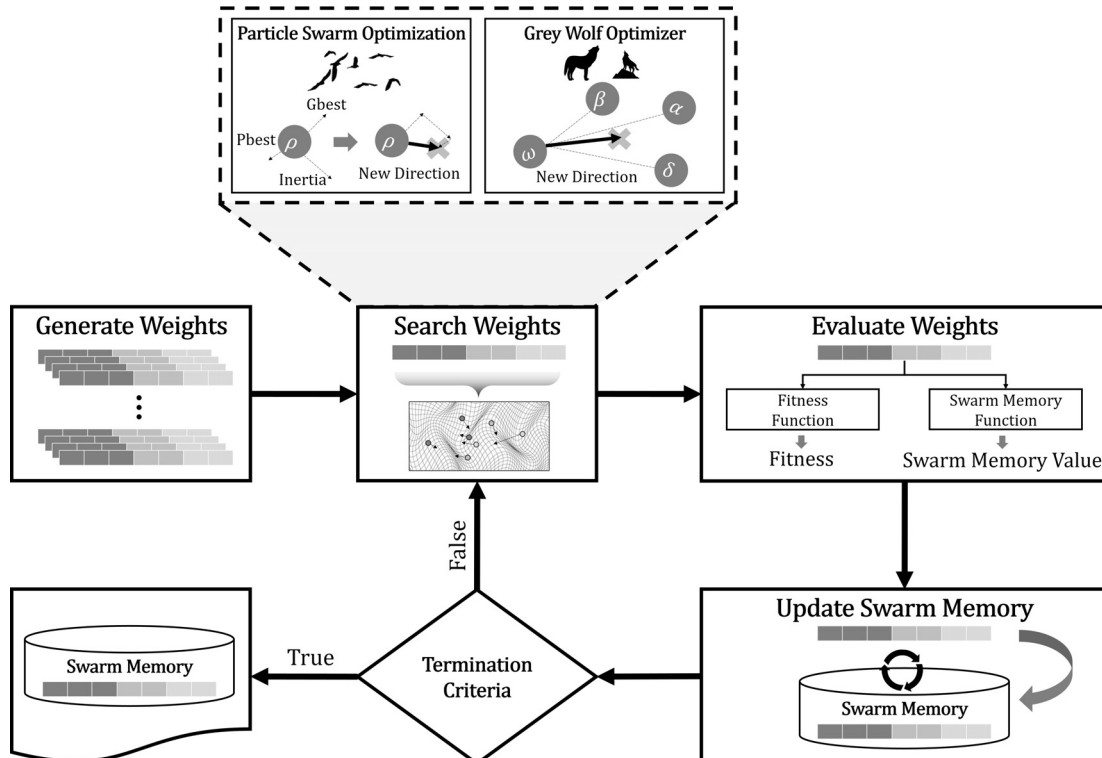 Particle Swarm Optimization
Gbest
Pbest
ρ
Inertia
ρ
New Direction
Grey Wolf Optimizer
β
α
ω
δ
New Direction
Generate Weights
Search Weights
Evaluate Weights
Fitness
Function
Swarm Memory
Function
Fitness
Swarm Memory Value
False
Update Swarm Memory
Swarm Memory
Termination
Criteria
True
Swarm Memory